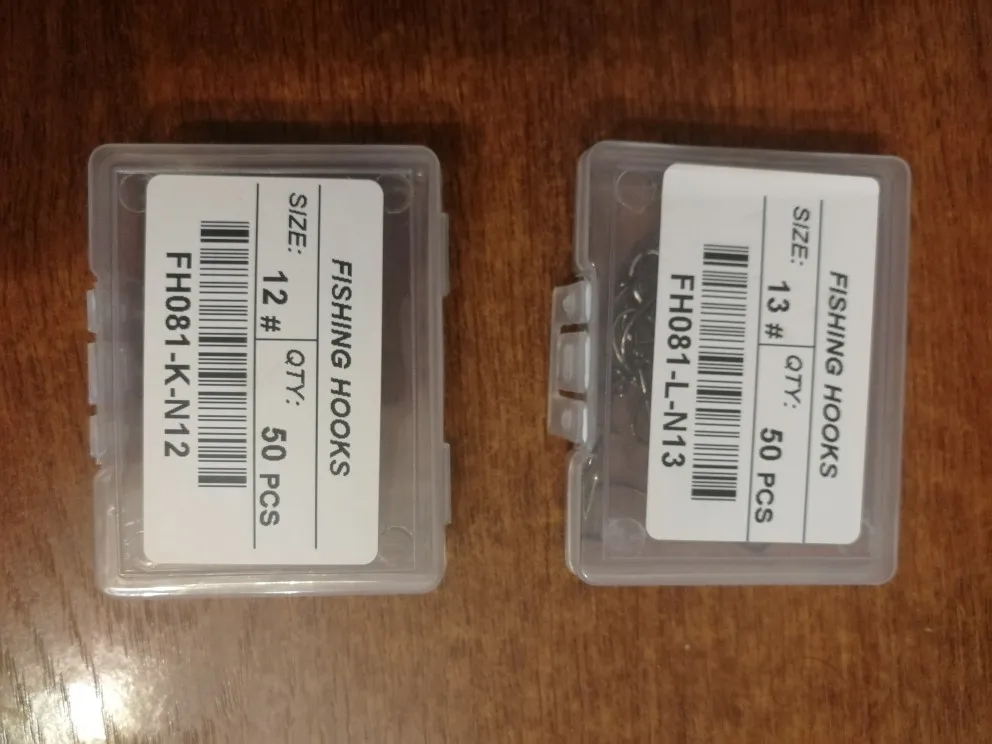 FISHING HOOKS
SIZE: 12 # QTY: 50 PCS
FH081-K-N12
FISHING HOOKS
SIZE: 13 # QTY: 50 PCS
FH081-L-N13